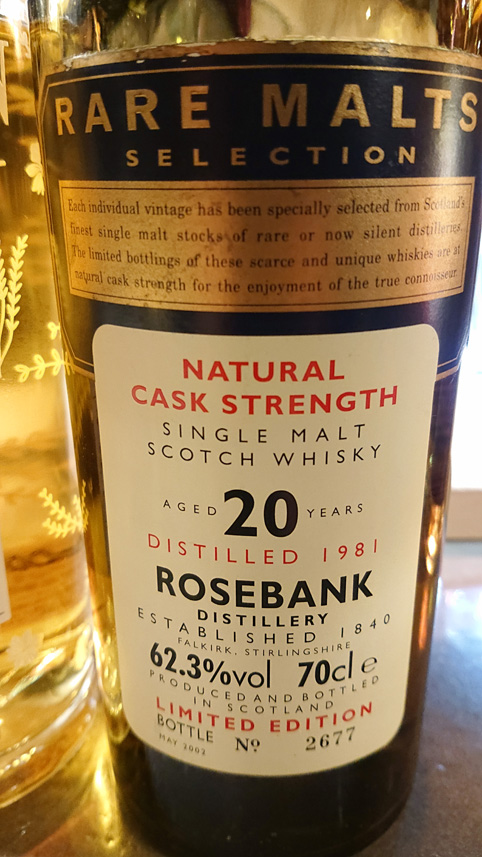 RARE MALTS
SELECTION
Each individual vintage has been specially selected from Scotland's
finest single malt stocks of rare or now silent distilleries.
The limited bottlings of these scarce and unique whiskies are at
natural cask strength for the enjoyment of the true connoisseur.
NATURAL
CASK STRENGTH
SINGLE MALT
SCOTCH WHISKY
AGED 20 YEARS
DISTILLED 1981
ROSEBANK
DISTILLERY
ESTABLISHED 1840
FALKIRK, STIRLINGSHIRE
62.3%vol 70cl e
PRODUCED AND BOTTLED
IN SCOTLAND
LIMITED EDITION
BOTTLE Nº 2677
MAY 2002